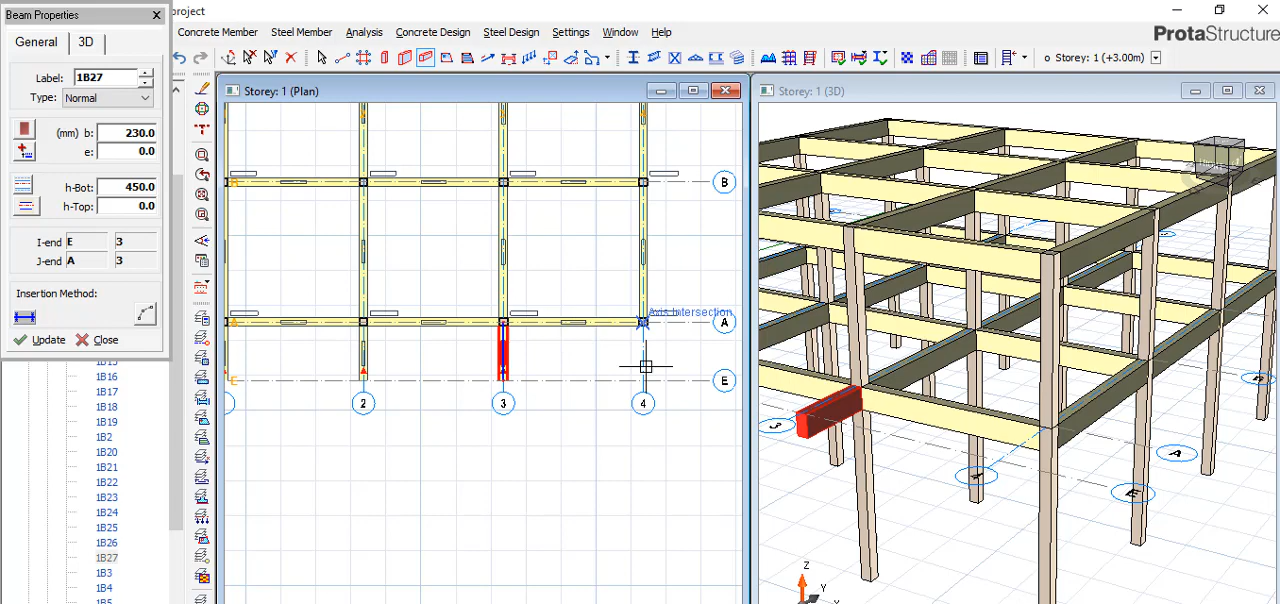 Beam Properties
project
General 3D
Label: 1B27
Type: Normal
(mm) b: 230.0
e: 0.0
h-Bot: 450.0
h-Top: 0.0
I-end E 3
J-end A 3
Insertion Method:
Update Close
1B16
1B17
1B18
1B19
1B2
1B20
1B21
1B22
1B23
1B24
1B25
1B26
1B27
1B3
1B4
Concrete Member Steel Member Analysis Concrete Design Steel Design Settings Window Help
ProtaStructure
Storey: 1 (+3.00m)
Storey: 1 (Plan)
B
Axis Intersection
A
E
E
2
3
4
Storey: 1 (3D)
3
A
E
Z
Y
X